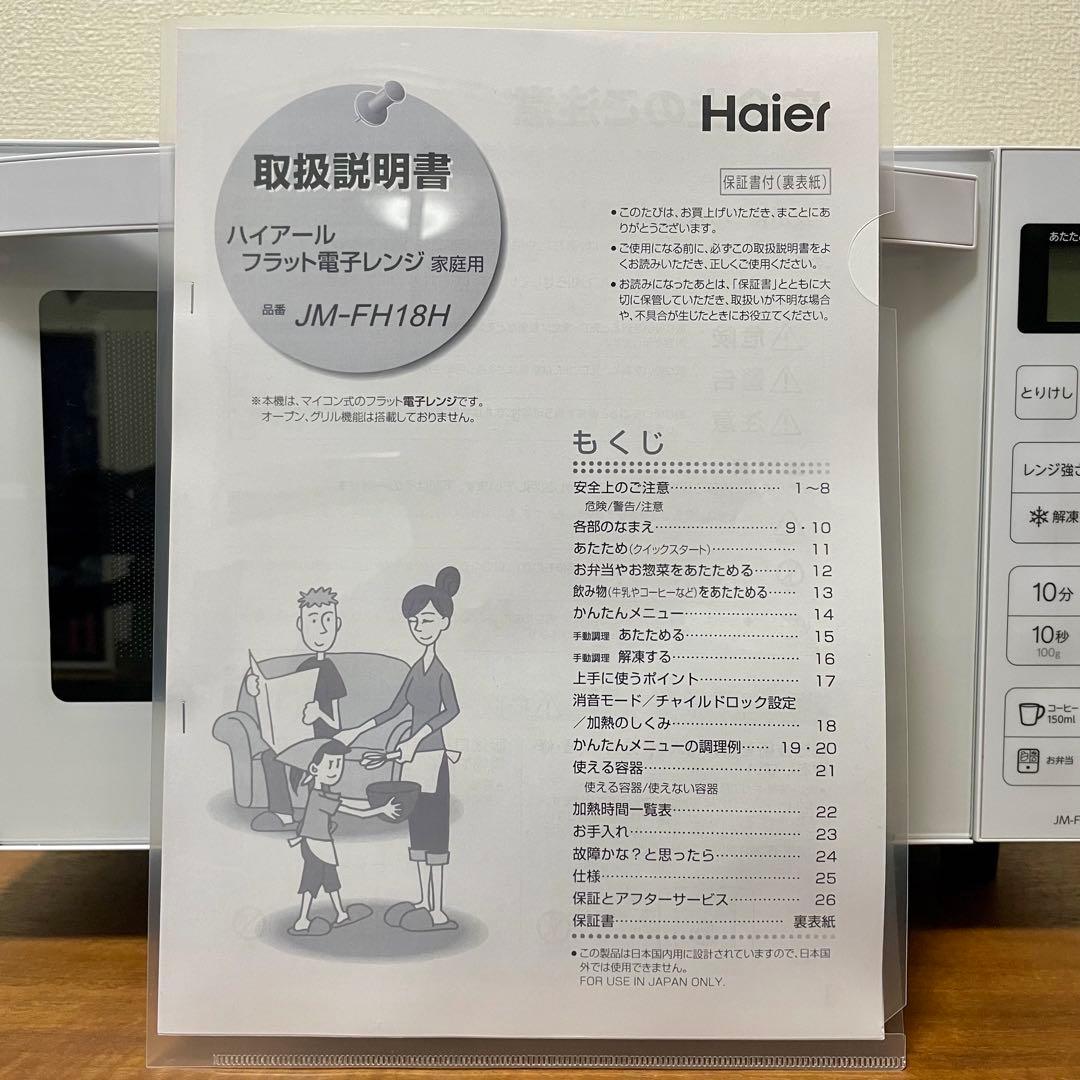 Haier
取扱説明書
ハイアール
フラット電子レンジ 家庭用
品番 JM-FH18H
※本機は、マイコン式のフラット電子レンジです。
オーブン、グリル機能は搭載しておりません。
保証書付(裏表紙)
●このたびは、お買上げいただき、まことにあ
りがとうございます。
●ご使用になる前に、必ずこの取扱説明書をよ
くお読みいただき、正しくご使用ください。
●お読みになったあとは、「保証書」とともに大
切に保管していただき、取扱いが不明な場合
や、不具合が生じたときにお役立てください。
もくじ
安全上のご注意…………………… 1〜8
危険/警告/注意
各部のなまえ……………………… 9・10
あたため(クイックスタート)……………… 11
お弁当やお惣菜をあたためる……… 12
飲み物(牛乳やコーヒーなど)をあたためる…… 13
かんたんメニュー…………………… 14
手動調理 あたためる…………………… 15
手動調理 解凍する……………………… 16
上手に使うポイント………………… 17
消音モード/チャイルドロック設定
/加熱のしくみ……………………… 18
かんたんメニューの調理例…… 19・20
使える容器…………………………… 21
使える容器/使えない容器
加熱時間一覧表……………………… 22
お手入れ……………………………… 23
故障かな?と思ったら……………… 24
仕様…………………………………… 25
保証とアフターサービス…………… 26
保証書……………………………… 裏表紙
●この製品は日本国内用に設計されていますので、日本国
外では使用できません。
FOR USE IN JAPAN ONLY.
あたた
とりけし
レンジ強さ
解凍
10分
10秒
100g
コーヒー
150ml
お弁当
JM-F